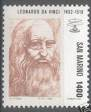 LEONARDO DA VINCI 1452-1519
SAN MARINO 1400